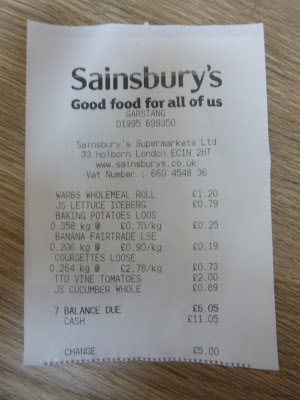 Sainsbury's
Good food for all of us
GARSTANG
01995 699350
Sainsbury's Supermarkets Ltd
33 Holborn London EC1N 2HT
www.sainsburys.co.uk
Vat Number : 660 4548 36
WARBS WHOLEMEAL ROLL £1.20
JS LETTUCE ICEBERG £0.79
BAKING POTATOES LOOS
0.358 kg @ £0.70/kg £0.25
BANANA FAIRTRADE LSE
0.206 kg @ £0.90/kg £0.19
COURGETTES LOOSE
0.264 kg @ £2.78/kg £0.73
TTD VINE TOMATOES £2.00
JS CUCUMBER WHOLE £0.89
7 BALANCE DUE £6.05
CASH £11.05
CHANGE £5.00